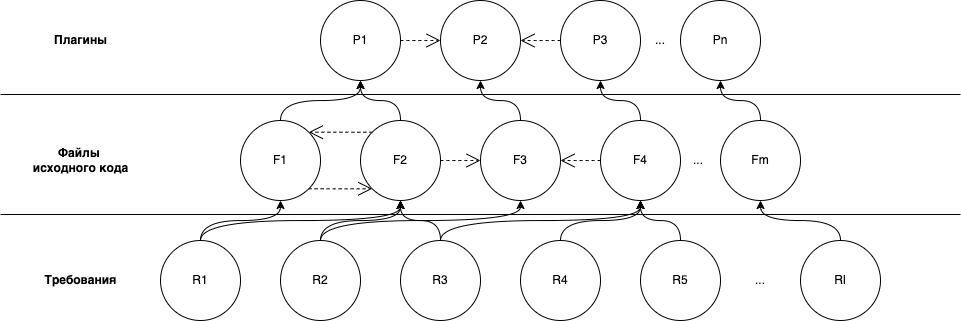 Плагины
P1
P2
P3
...
Pn
Файлы
исходного кода
F1
F2
F3
F4
...
Fm
Требования
R1
R2
R3
R4
R5
...
Rl